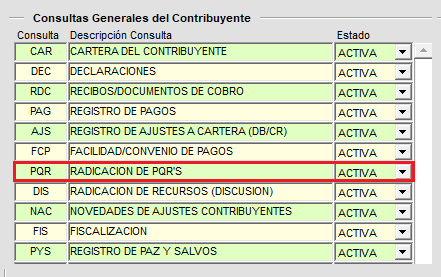 Consultas Generales del Contribuyente
Consulta Descripción Consulta Estado
CAR CARTERA DEL CONTRIBUYENTE ACTIVA
DEC DECLARACIONES ACTIVA
RDC RECIBOS/DOCUMENTOS DE COBRO ACTIVA
PAG REGISTRO DE PAGOS ACTIVA
AJS REGISTRO DE AJUSTES A CARTERA (DB/CR) ACTIVA
FCP FACILIDAD/CONVENIO DE PAGOS ACTIVA
PQR RADICACION DE PQR'S ACTIVA
DIS RADICACION DE RECURSOS (DISCUSION) ACTIVA
NAC NOVEDADES DE AJUSTES CONTRIBUYENTES ACTIVA
FIS FISCALIZACION ACTIVA
PYS REGISTRO DE PAZ Y SALVOS ACTIVA